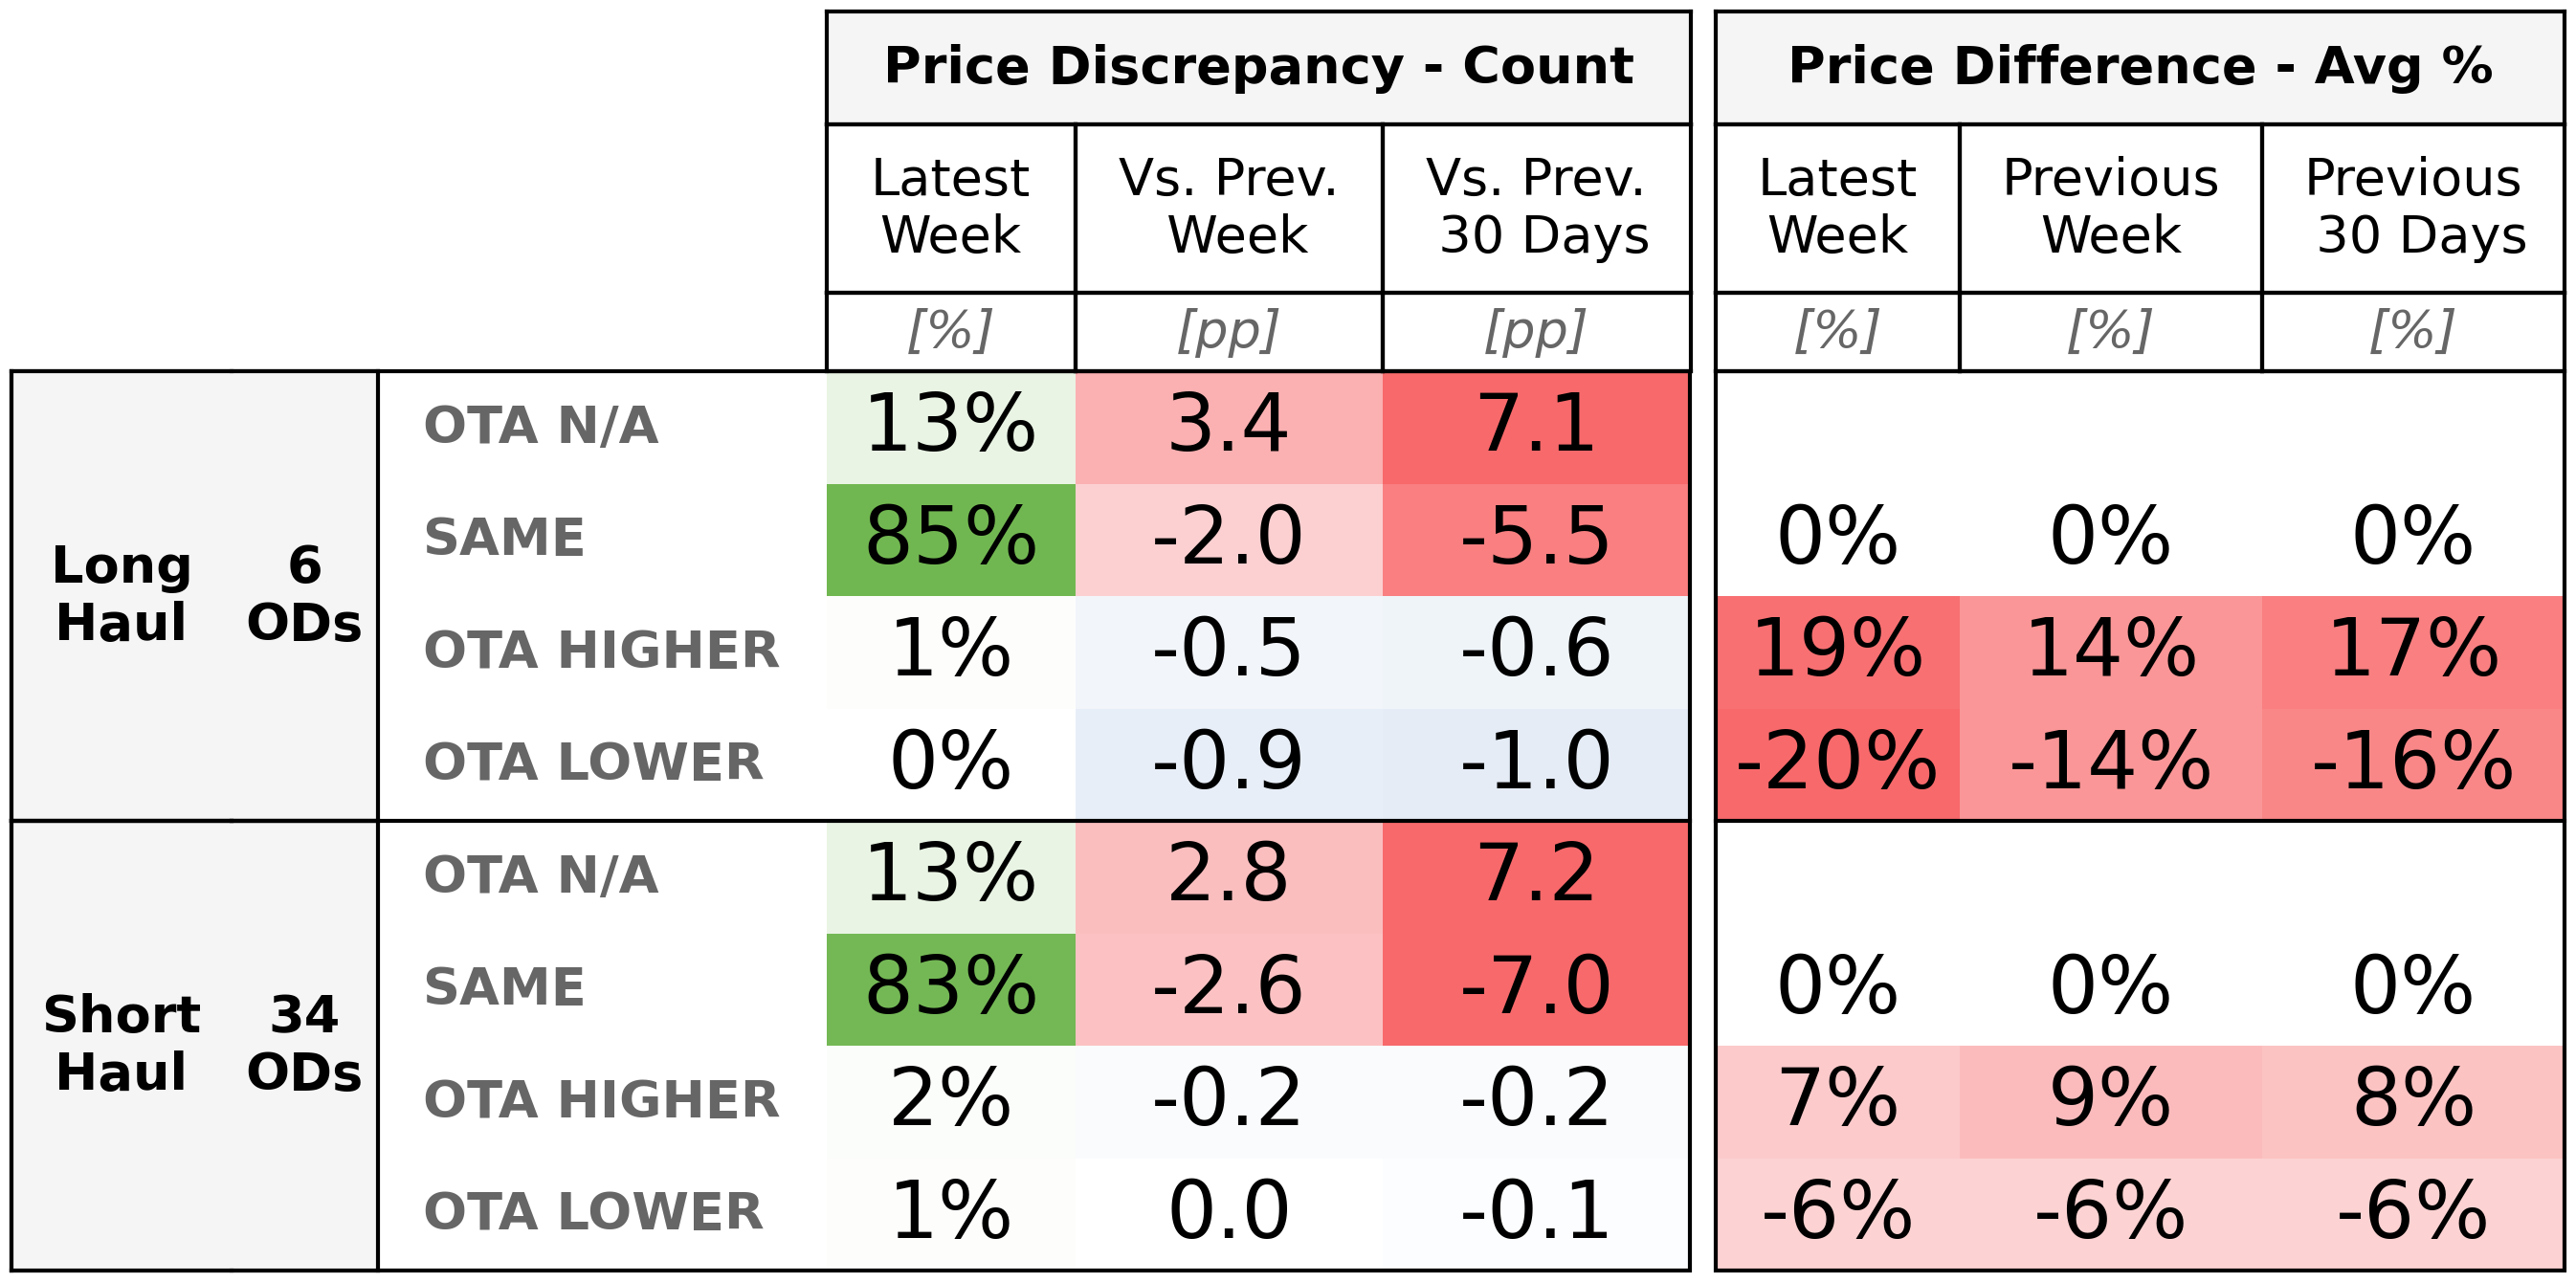 Price Discrepancy - Count Price Difference - Avg %
Latest Week Vs. Prev. Week Vs. Prev. 30 Days Latest Week Previous Week Previous 30 Days
[%] [pp] [pp] [%] [%] [%]
Long Haul 6 ODs
OTA N/A 13% 3.4 7.1
SAME 85% -2.0 -5.5 0% 0% 0%
OTA HIGHER 1% -0.5 -0.6 19% 14% 17%
OTA LOWER 0% -0.9 -1.0 -20% -14% -16%
Short Haul 34 ODs
OTA N/A 13% 2.8 7.2
SAME 83% -2.6 -7.0 0% 0% 0%
OTA HIGHER 2% -0.2 -0.2 7% 9% 8%
OTA LOWER 1% 0.0 -0.1 -6% -6% -6%